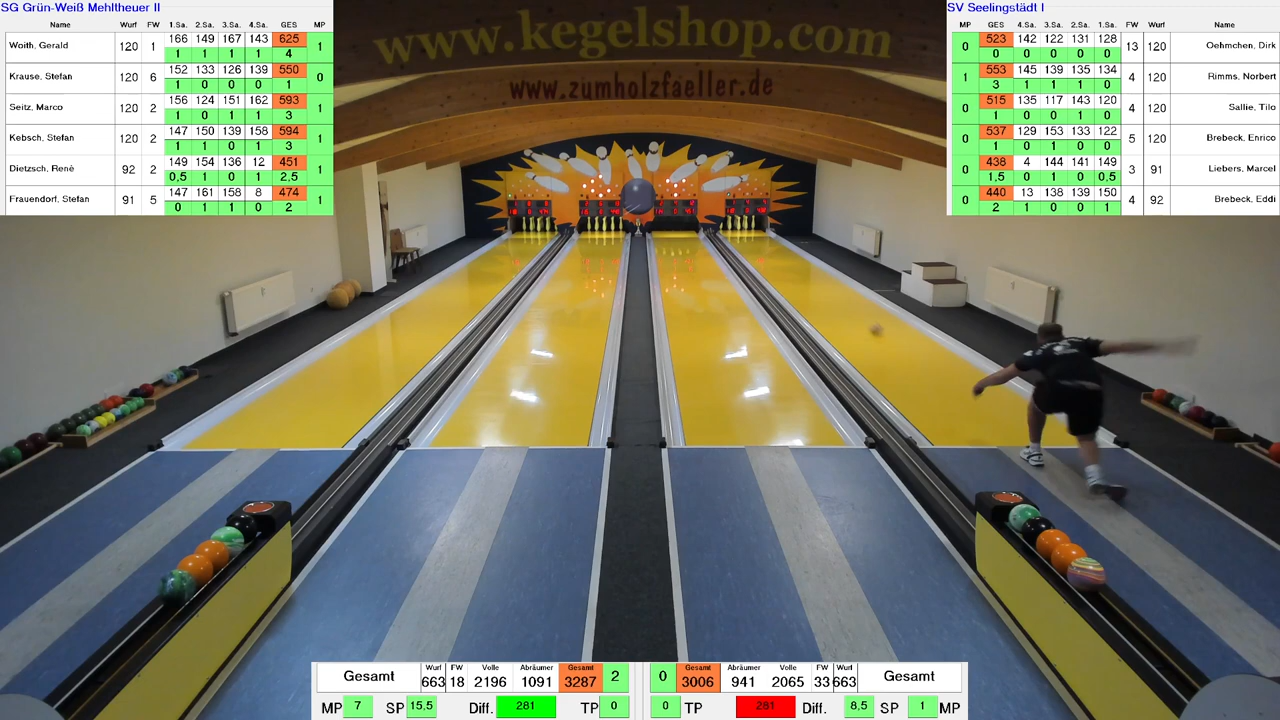 SG Grün-Weiß Mehltheuer II
Name Wurf FW 1.Sa. 2.Sa. 3.Sa. 4.Sa. GES MP
Woith, Gerald 120 1 166 149 167 143 625 1
1 1 1 1 4
Krause, Stefan 120 6 152 133 126 139 550 0
1 0 0 0 1
Seitz, Marco 120 2 156 124 151 162 593 1
1 0 1 1 3
Kebsch, Stefan 120 2 147 150 139 158 594 1
1 0 1 1 3
Dietzsch, Renè 92 2 149 154 136 12 451 1
0,5 1 0 1 2,5
Frauendorf, Stefan 91 5 147 161 158 8 474 1
0 1 1 0 2
www.kegelshop.com
www.zumholzfaeller.de
SV Seelingstädt I
MP GES 4.Sa. 3.Sa. 2.Sa. 1.Sa. FW Wurf Name
0 523 142 122 131 128 13 120 Oehmchen, Dirk
0 0 0 0 0
1 553 145 139 135 134 4 120 Rimms, Norbert
3 1 1 1 0
0 515 135 117 143 120 4 120 Sallie, Tilo
1 0 0 1 0
0 537 129 153 133 122 5 120 Brebeck, Enrico
1 0 1 0 0
0 438 4 144 141 149 3 91 Liebers, Marcel
1,5 0 1 0 0,5
0 440 13 138 139 150 4 92 Brebeck, Eddi
2 1 0 0 1
Gesamt Wurf FW Volle Abräumer Gesamt
663 18 2196 1091 3287 2
MP 7 SP 15,5 Diff. 281 TP 0
Gesamt Abräumer Volle FW Wurf Gesamt
0 3006 941 2065 33 663
0 TP 281 Diff. 8,5 SP 1 MP